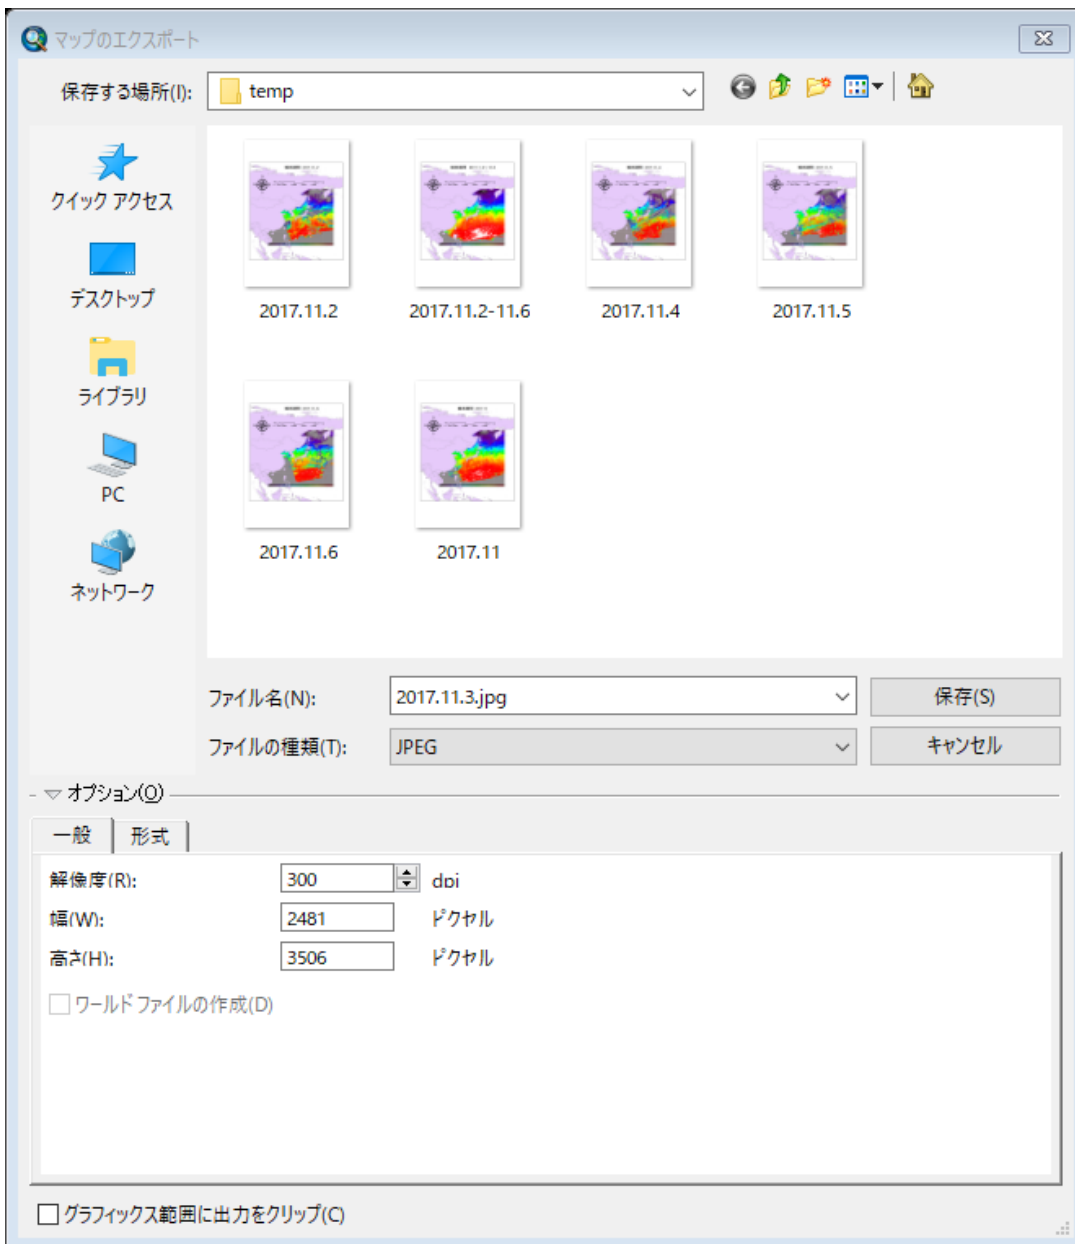 マップのエクスポート
保存する場所(I):
temp
クイック アクセス
デスクトップ
ライブラリ
PC
ネットワーク
2017.11.2
2017.11.2-11.6
2017.11.4
2017.11.5
2017.11.6
2017.11
ファイル名(N):
2017.11.3.jpg
保存(S)
ファイルの種類(T):
JPEG
キャンセル
オプション(O)
一般
形式
解像度(R):
300
dpi
幅(W):
2481
ピクセル
高さ(H):
3506
ピクセル
ワールド ファイルの作成(D)
グラフィックス範囲に出力をクリップ(C)